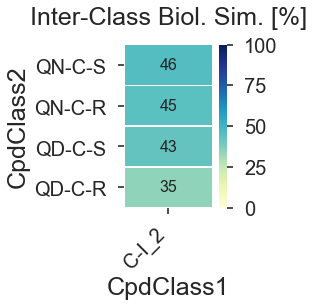 Inter-Class Biol. Sim. [%]
CpdClass2
QN-C-S
46
QN-C-R
45
QD-C-S
43
QD-C-R
35
100
75
50
25
0
C-I_2
CpdClass1